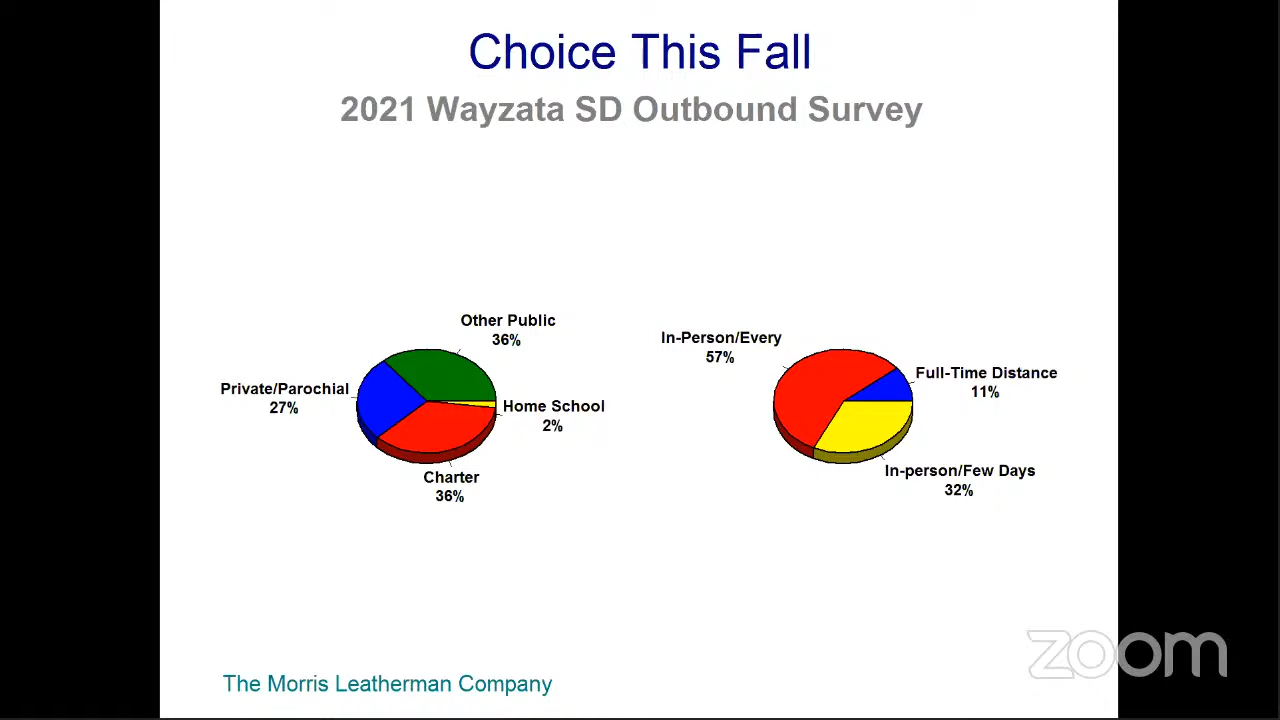 Choice This Fall
2021 Wayzata SD Outbound Survey
Other Public
36%
Private/Parochial
27%
Home School
2%
Charter
36%
In-Person/Every
57%
Full-Time Distance
11%
In-person/Few Days
32%
The Morris Leatherman Company
zoom